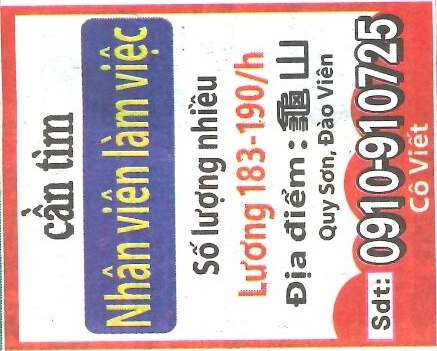 cần tìm
Nhân viên làm việc
Số lượng nhiều
Lương 183-190/h
Địa điểm : 龜山
Quy Sơn, Đào Viên
Sdt: 0910-910725
Cô Viết